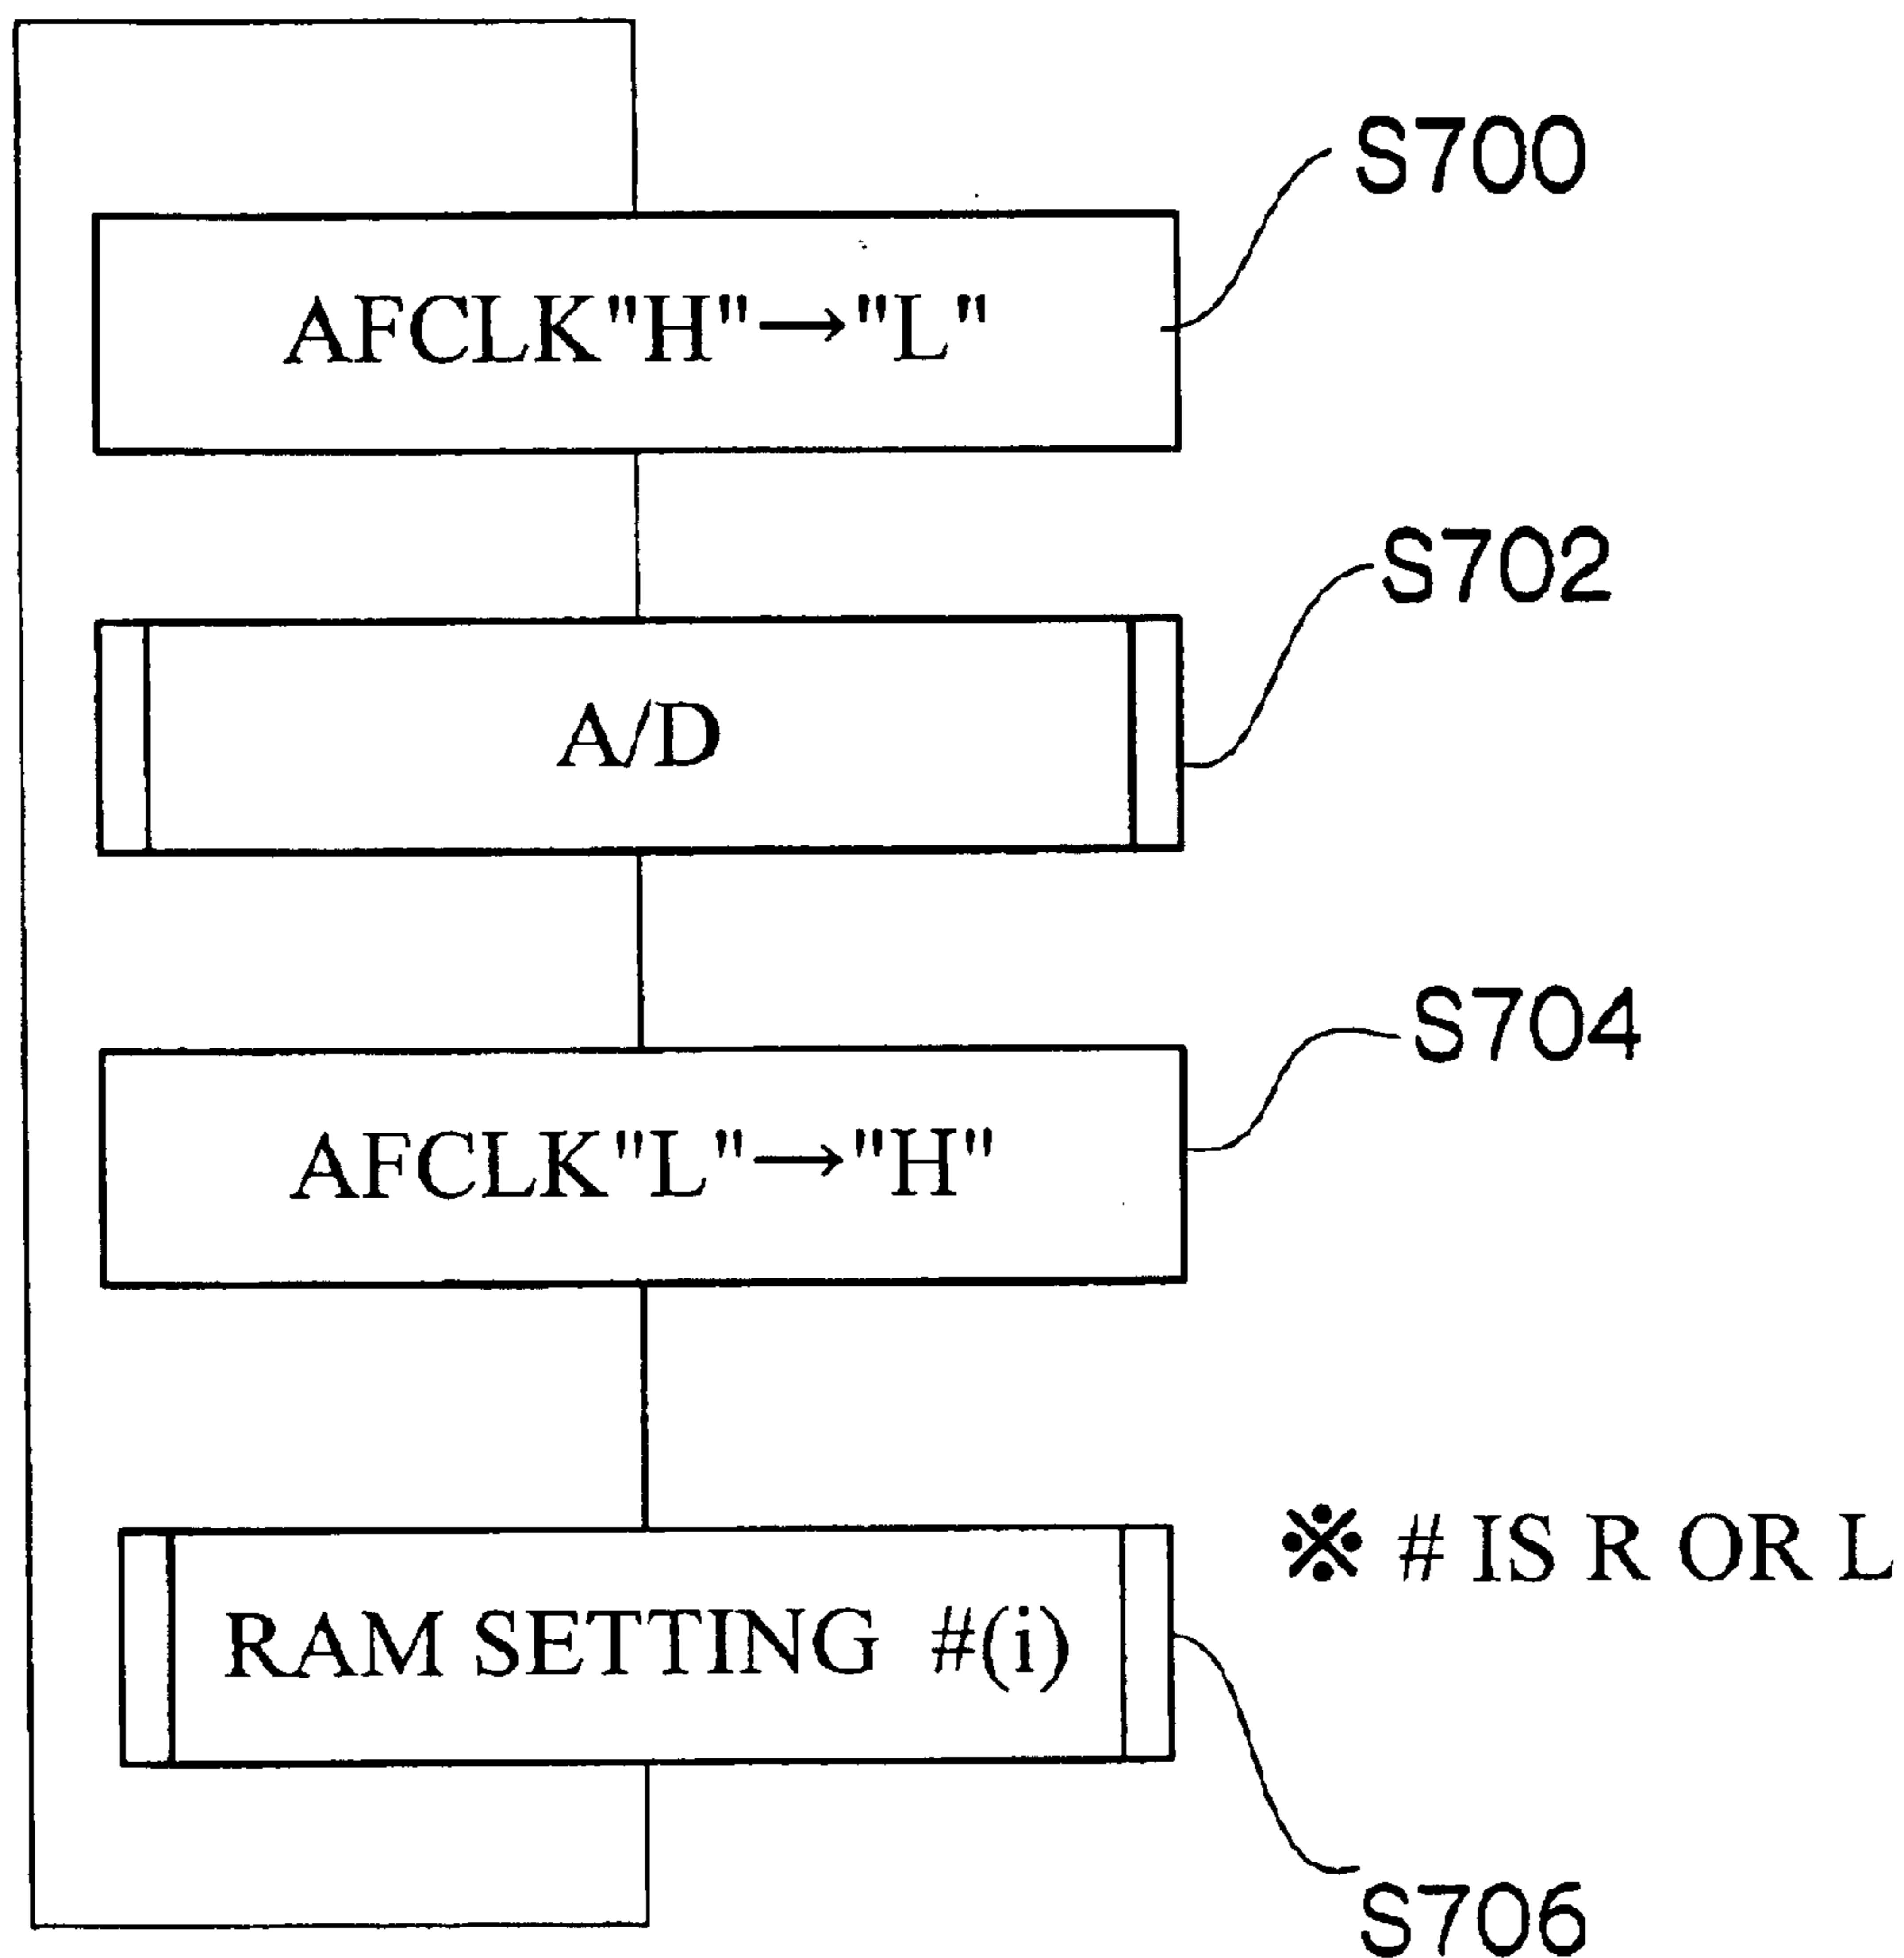 S700
AFCLK"H"→"L"
S702
A/D
S704
AFCLK"L"→"H"
※ # IS R OR L
RAM SETTING #(i)
S706